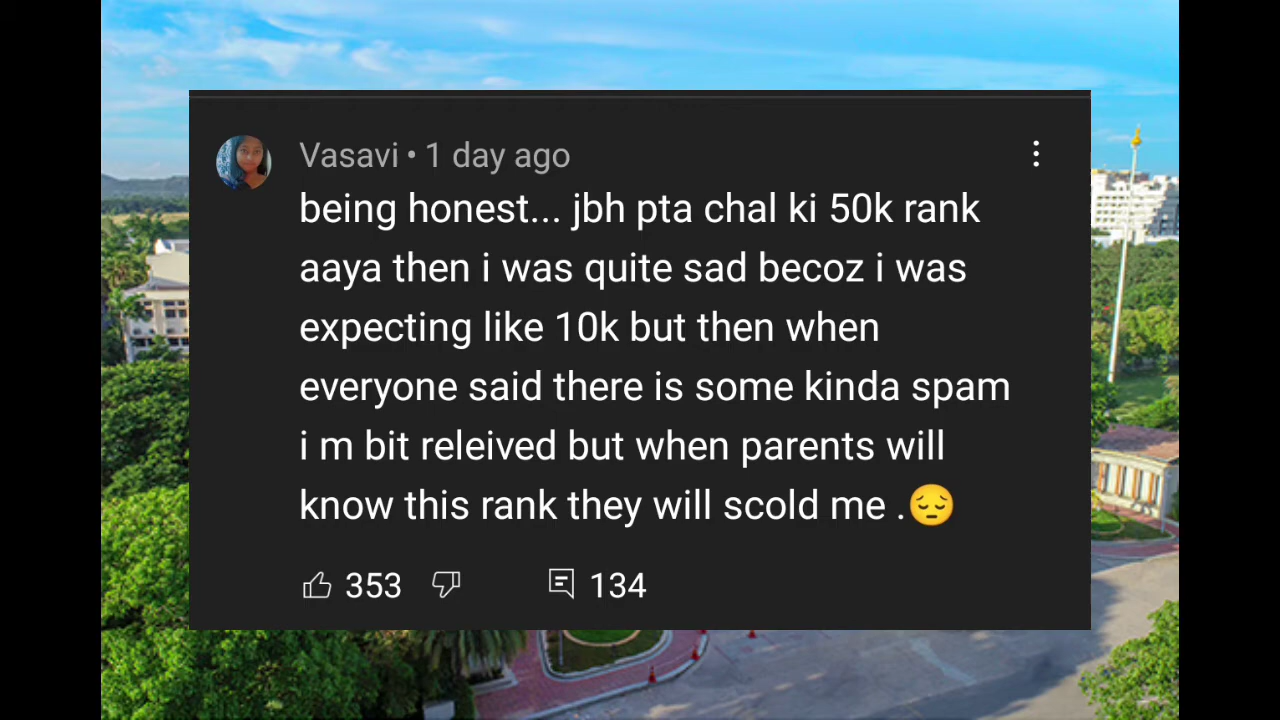 Vasavi • 1 day ago
being honest... jbh pta chal ki 50k rank
aaya then i was quite sad becoz i was
expecting like 10k but then when
everyone said there is some kinda spam
i m bit releived but when parents will
know this rank they will scold me .😔
353 134